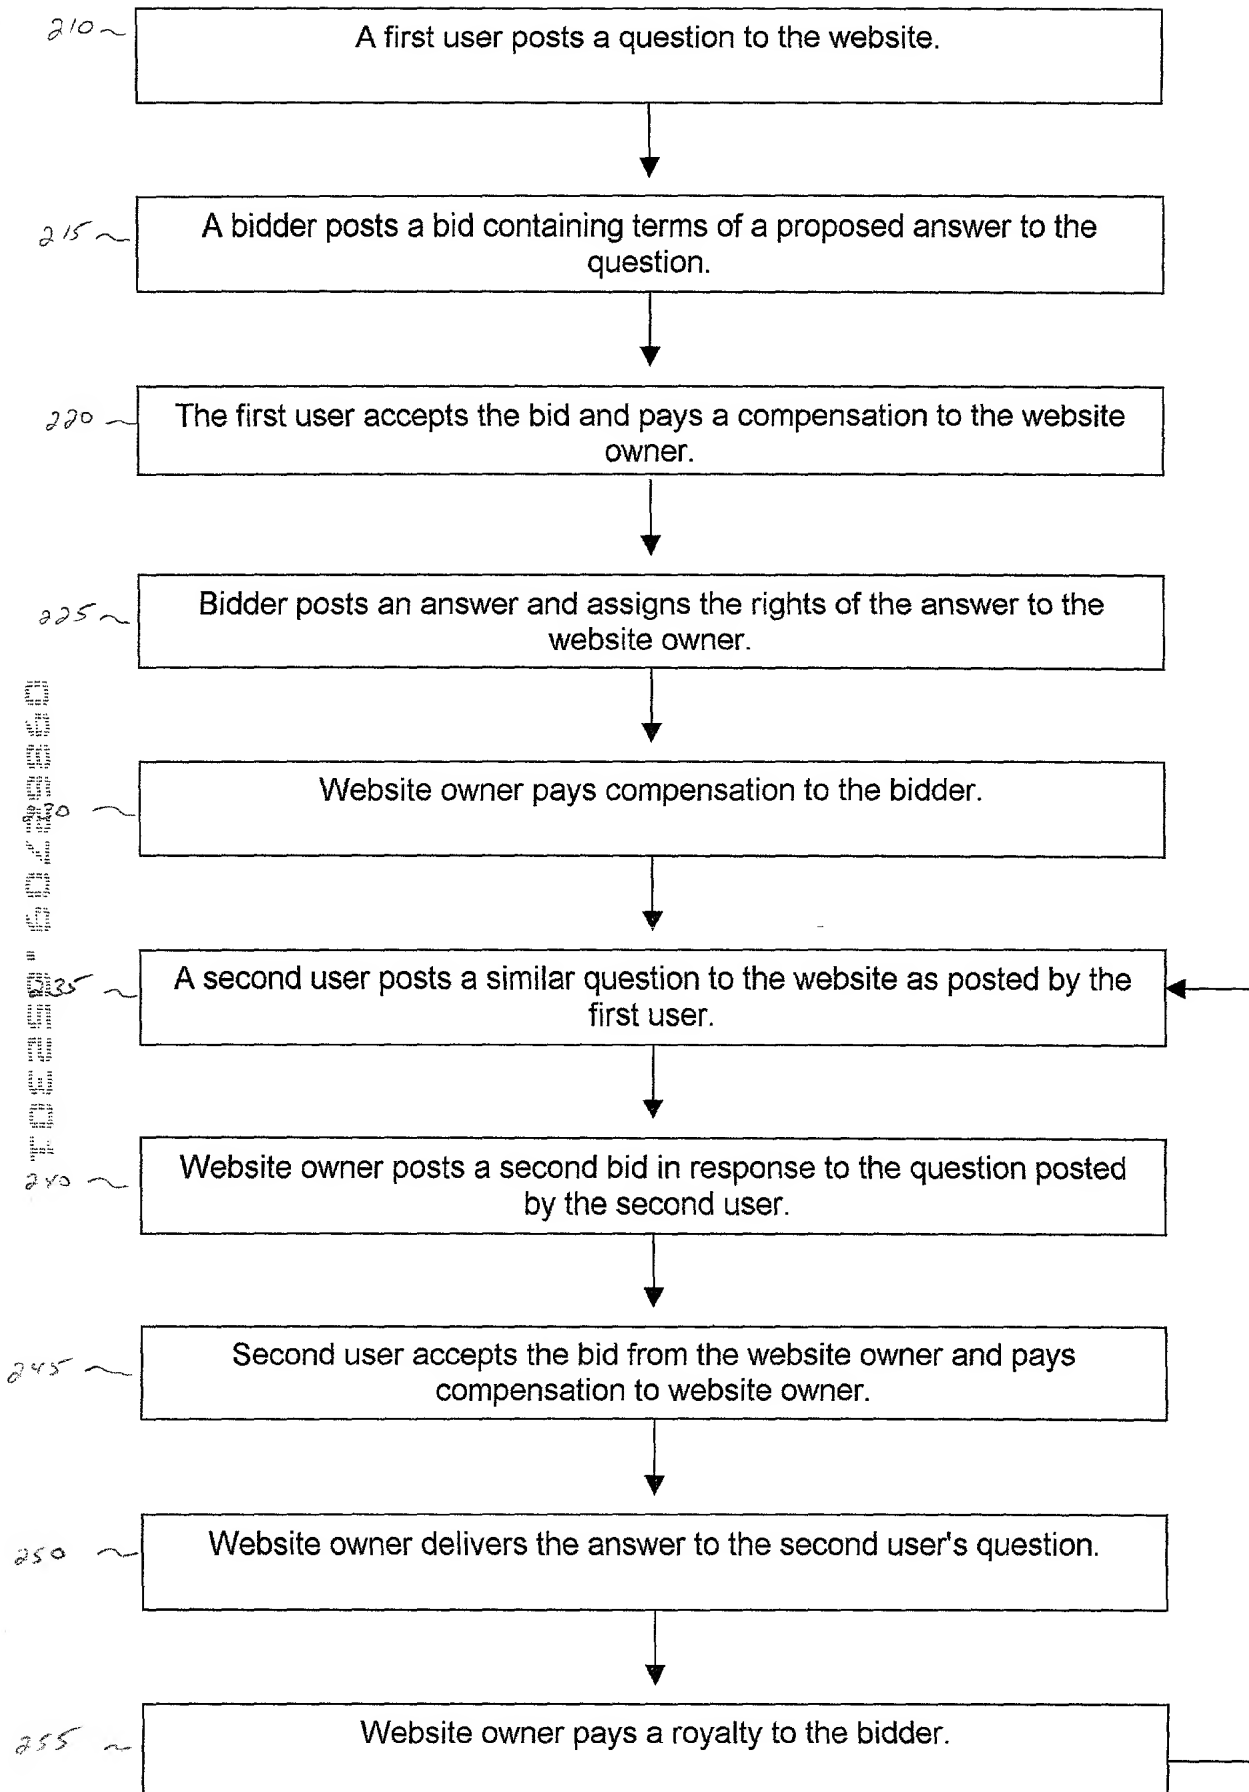 210
A first user posts a question to the website.
215
A bidder posts a bid containing terms of a proposed answer to the
question.
220
The first user accepts the bid and pays a compensation to the website
owner.
225
Bidder posts an answer and assigns the rights of the answer to the
website owner.
230
Website owner pays compensation to the bidder.
235
A second user posts a similar question to the website as posted by the
first user.
240
Website owner posts a second bid in response to the question posted
by the second user.
245
Second user accepts the bid from the website owner and pays
compensation to website owner.
250
Website owner delivers the answer to the second user's question.
255
Website owner pays a royalty to the bidder.